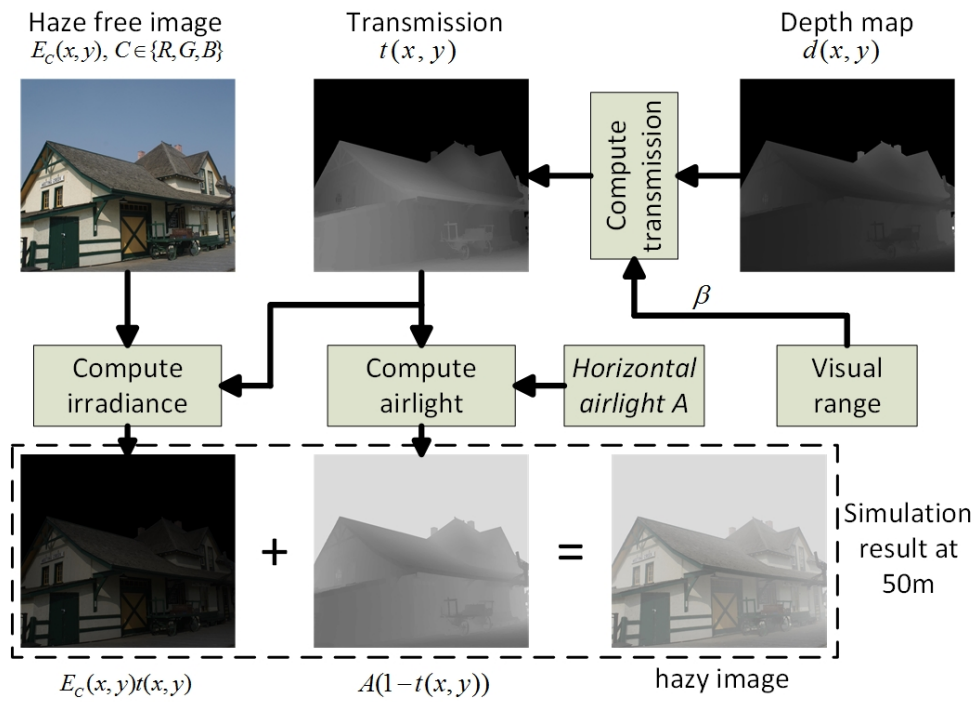 Haze free image
E_C(x,y), C∈{R,G,B}
Transmission
t(x, y)
Depth map
d(x, y)
Compute
transmission
β
Compute
irradiance
Compute
airlight
Horizontal
airlight A
Visual
range
+
=
Simulation
result at
50m
E_C(x,y)t(x,y)
A(1−t(x,y))
hazy image